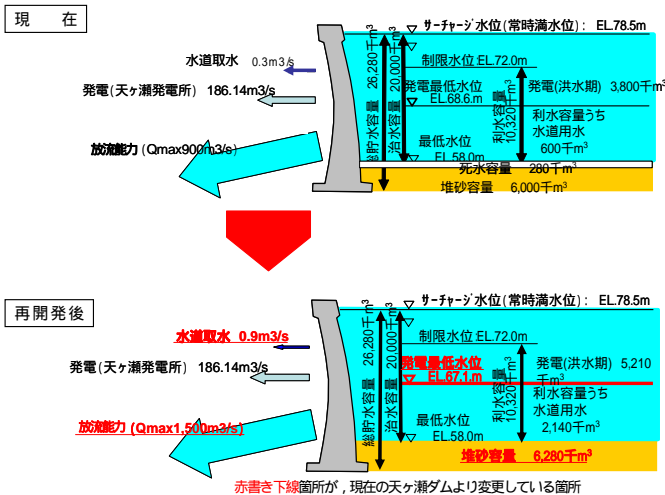 現　在
サーチャージ水位(常時満水位): EL.78.5m
水道取水 0.3m3/s
発電(天ヶ瀬発電所) 186.14m3/s
放流能力(Qmax900m3/s)
総貯水容量 26,280千m³
治水容量 20,000千m³
制限水位:EL.72.0m
発電最低水位
EL.68.6.m
利水容量
10,320千m³
発電(洪水期) 3,800千m³
利水容量うち
水道用水
600千m³
最低水位
EL.58.0m
死水容量 280千m³
堆砂容量 6,000千m³
再開発後
サーチャージ水位(常時満水位): EL.78.5m
水道取水 0.9m3/s
発電(天ヶ瀬発電所) 186.14m3/s
放流能力(Qmax1,500m3/s)
総貯水容量 26,280千m³
治水容量 20,000千m³
制限水位:EL.72.0m
発電最低水位
EL.67.1.m
利水容量
10,320千m³
発電(洪水期) 5,210
千m³
利水容量うち
水道用水
2,140千m³
最低水位
EL.58.0m
堆砂容量 6,280千m³
赤書き下線箇所が，現在の天ヶ瀬ダムより変更している箇所